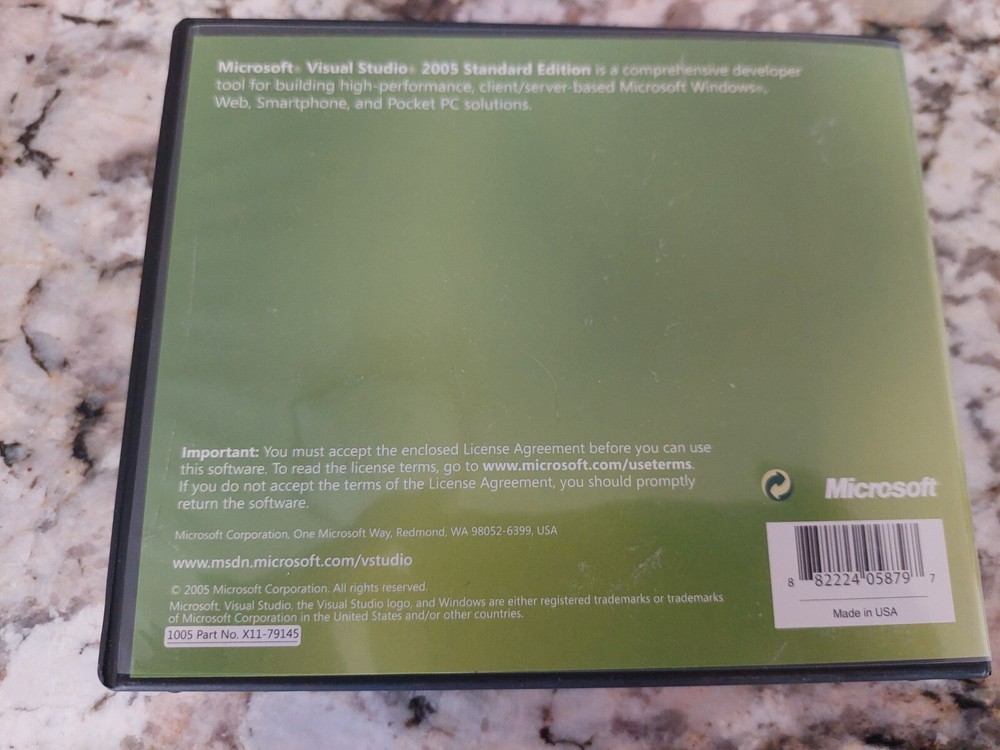 Microsoft® Visual Studio® 2005 Standard Edition is a comprehensive developer
tool for building high-performance, client/server-based Microsoft Windows®,
Web, Smartphone, and Pocket PC solutions.
Important: You must accept the enclosed License Agreement before you can use
this software. To read the license terms, go to www.microsoft.com/useterms.
If you do not accept the terms of the License Agreement, you should promptly
return the software.
Microsoft Corporation, One Microsoft Way, Redmond, WA 98052-6399, USA
www.msdn.microsoft.com/vstudio
© 2005 Microsoft Corporation. All rights reserved.
Microsoft, Visual Studio, the Visual Studio logo, and Windows are either registered trademarks or trademarks
of Microsoft Corporation in the United States and/or other countries.
1005 Part No. X11-79145
Microsoft
8 82224 05879 7
Made in USA